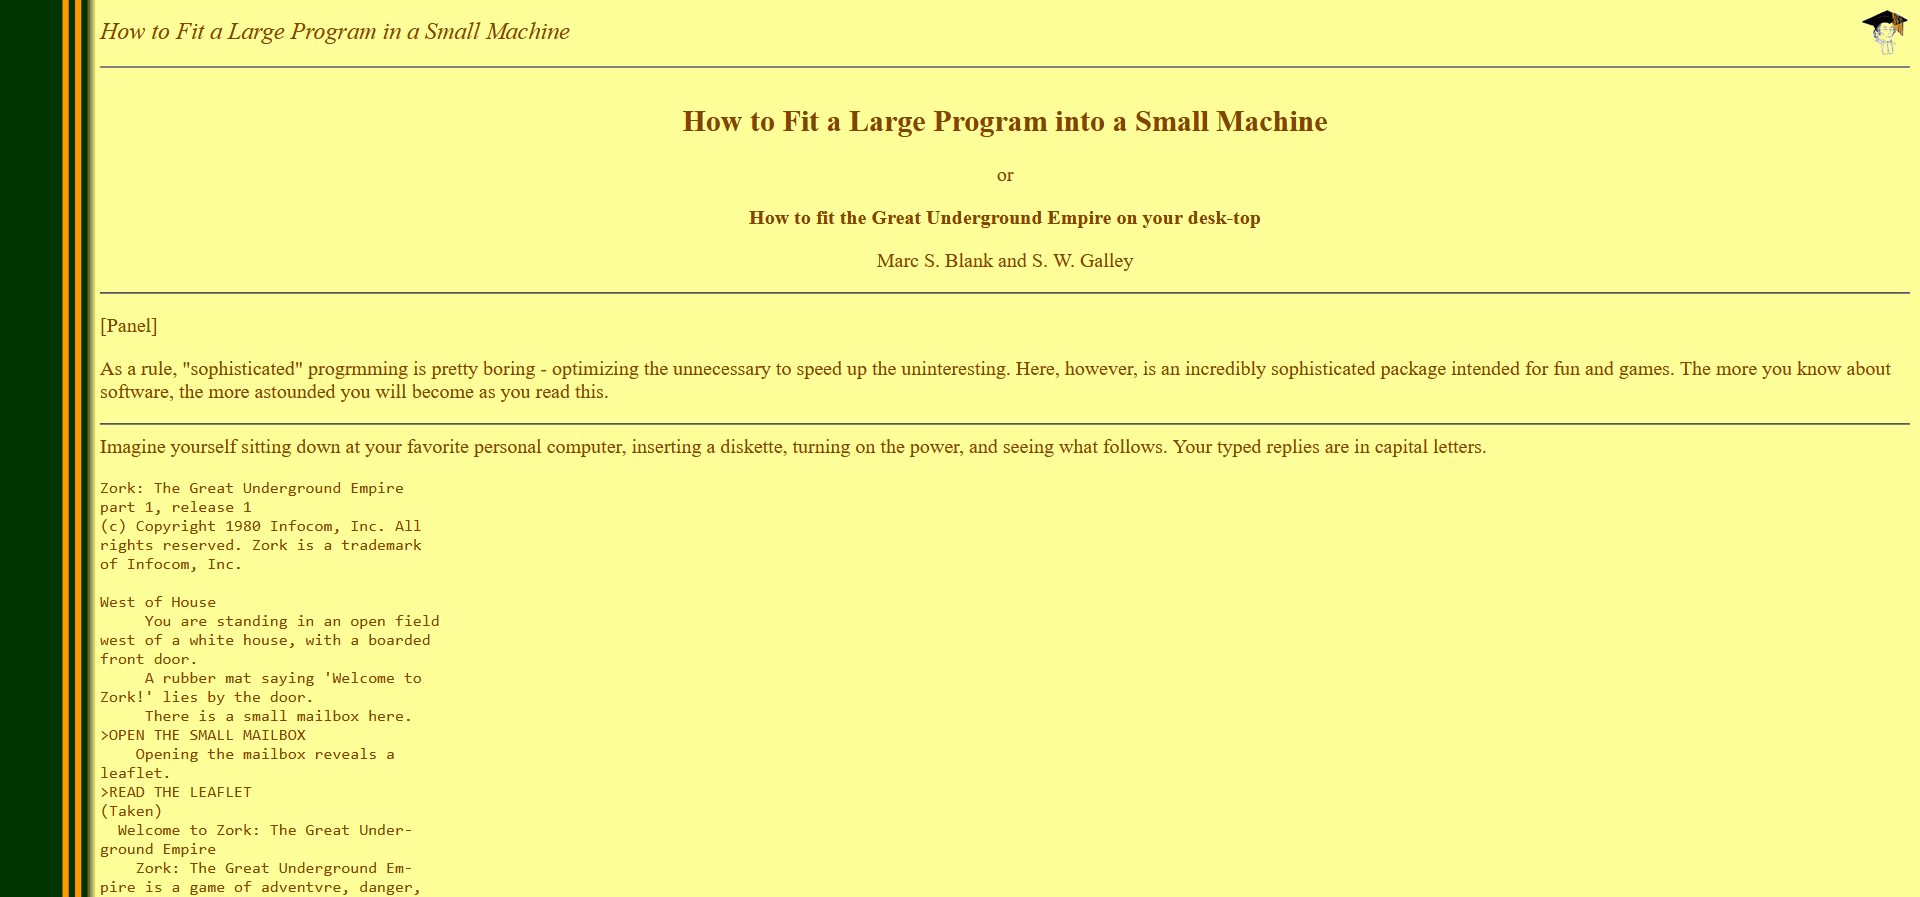 How to Fit a Large Program in a Small Machine
How to Fit a Large Program into a Small Machine
or
How to fit the Great Underground Empire on your desk-top
Marc S. Blank and S. W. Galley
[Panel]
As a rule, "sophisticated" progrmming is pretty boring - optimizing the unnecessary to speed up the uninteresting. Here, however, is an incredibly sophisticated package intended for fun and games. The more you know about
software, the more astounded you will become as you read this.
Imagine yourself sitting down at your favorite personal computer, inserting a diskette, turning on the power, and seeing what follows. Your typed replies are in capital letters.
Zork: The Great Underground Empire
part 1, release 1
(c) Copyright 1980 Infocom, Inc. All
rights reserved. Zork is a trademark
of Infocom, Inc.
West of House
     You are standing in an open field
west of a white house, with a boarded
front door.
     A rubber mat saying 'Welcome to
Zork!' lies by the door.
     There is a small mailbox here.
>OPEN THE SMALL MAILBOX
    Opening the mailbox reveals a
leaflet.
>READ THE LEAFLET
(Taken)
  Welcome to Zork: The Great Under-
ground Empire
    Zork: The Great Underground Em-
pire is a game of adventvre, danger,